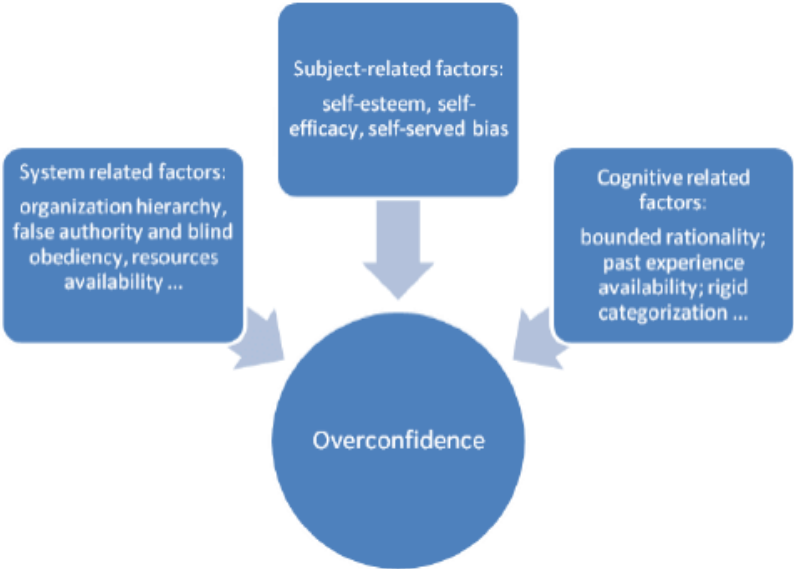 Subject-related factors:
self-esteem, self-
efficacy, self-served bias
System related factors:
organization hierarchy,
false authority and blind
obediency, resources
availability ...
Cognitive related
factors:
bounded rationality;
past experience
availability; rigid
categorization ...
Overconfidence